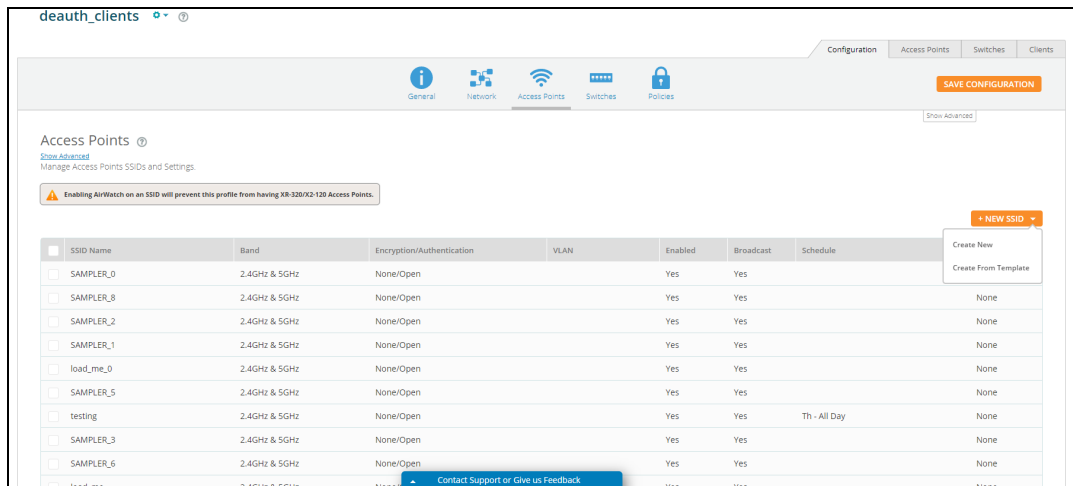 deauth_clients
Configuration Access Points Switches Clients
General Network Access Points Switches Policies
SAVE CONFIGURATION
Show Advanced
Access Points
Show Advanced
Manage Access Points SSIDs and Settings.
Enabling AirWatch on an SSID will prevent this profile from having XR-320/X2-120 Access Points.
+ NEW SSID
Create New
Create From Template
SSID Name Band Encryption/Authentication VLAN Enabled Broadcast Schedule
SAMPLER_0 2.4GHz & 5GHz None/Open Yes Yes
SAMPLER_8 2.4GHz & 5GHz None/Open Yes Yes None
SAMPLER_2 2.4GHz & 5GHz None/Open Yes Yes None
SAMPLER_1 2.4GHz & 5GHz None/Open Yes Yes None
load_me_0 2.4GHz & 5GHz None/Open Yes Yes None
SAMPLER_5 2.4GHz & 5GHz None/Open Yes Yes None
testing 2.4GHz & 5GHz None/Open Yes Yes Th - All Day None
SAMPLER_3 2.4GHz & 5GHz None/Open Yes Yes None
SAMPLER_6 2.4GHz & 5GHz None/Open Yes Yes None
Contact Support or Give us Feedback